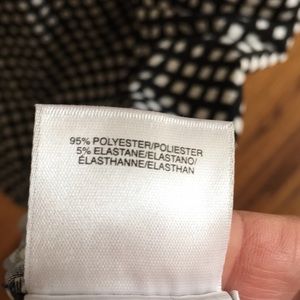 95% POLYESTER/POLIESTER
5% ELASTANE/ELASTANO/
ÉLASTHANNE/ELASTHAN